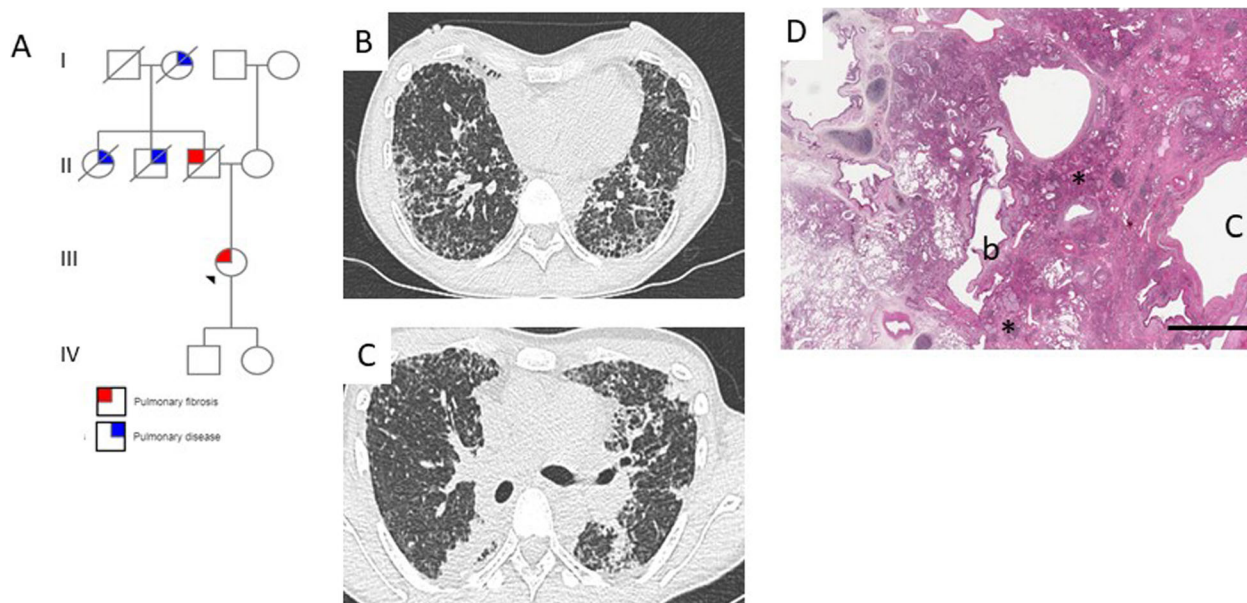 A
I
II
III
IV
Pulmonary fibrosis
Pulmonary disease
B
C
D
*
C
b
*